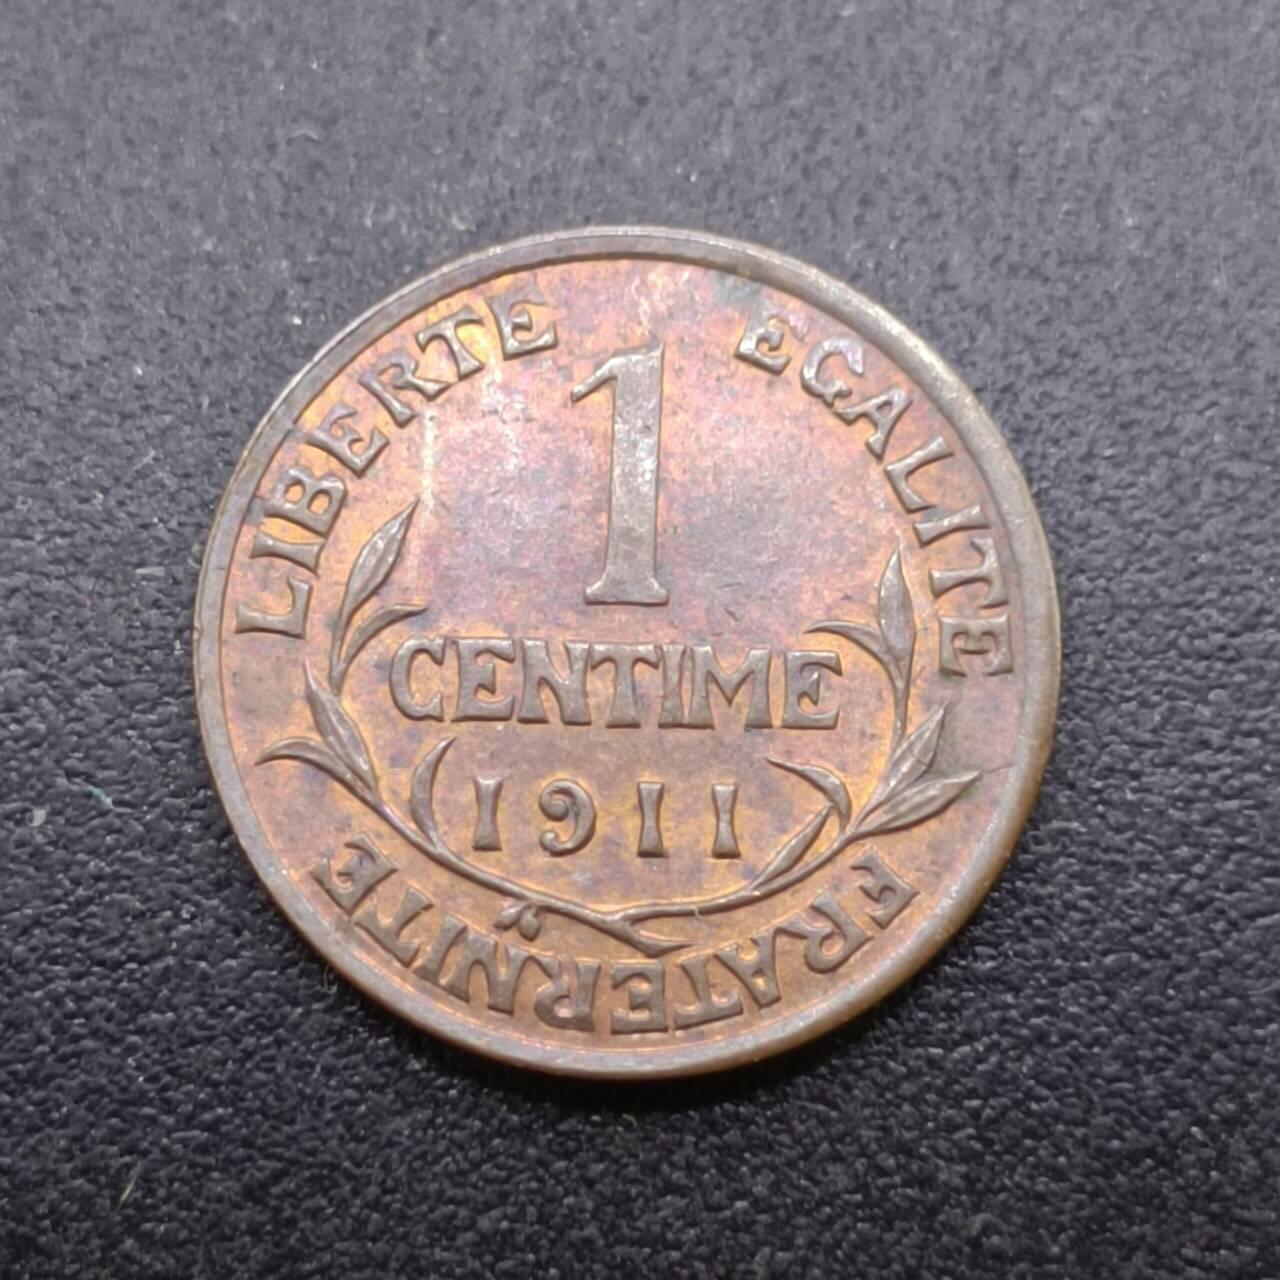 LIBERTE EGALITE
1
CENTIME
1911
FRATERNITE